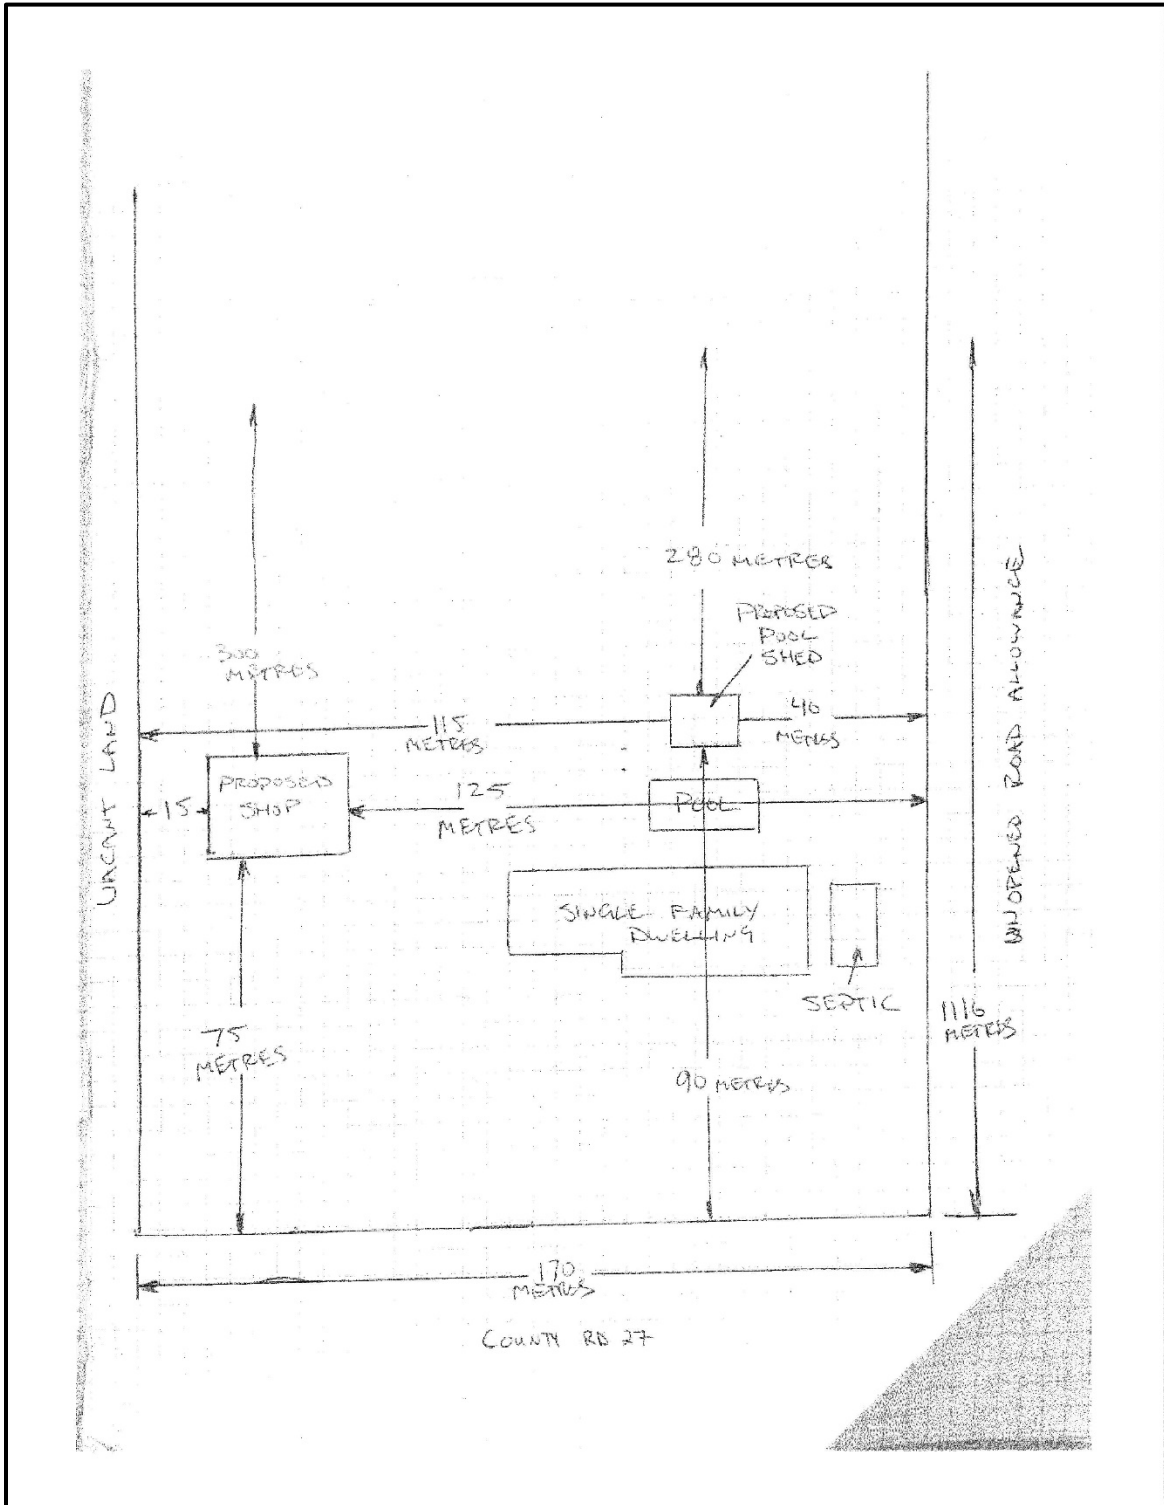 280 METRES
PROPOSED
POOL
SHED
300
METRES
115
METRES
40
METRES
PROPOSED
SHOP
15
125
METRES
POOL
SINGLE FAMILY
DWELLING
SEPTIC
75
METRES
90 METRES
1116
METRES
VACANT LAND
UNOPENED ROAD ALLOWANCE
170
METRES
COUNTY RD 27